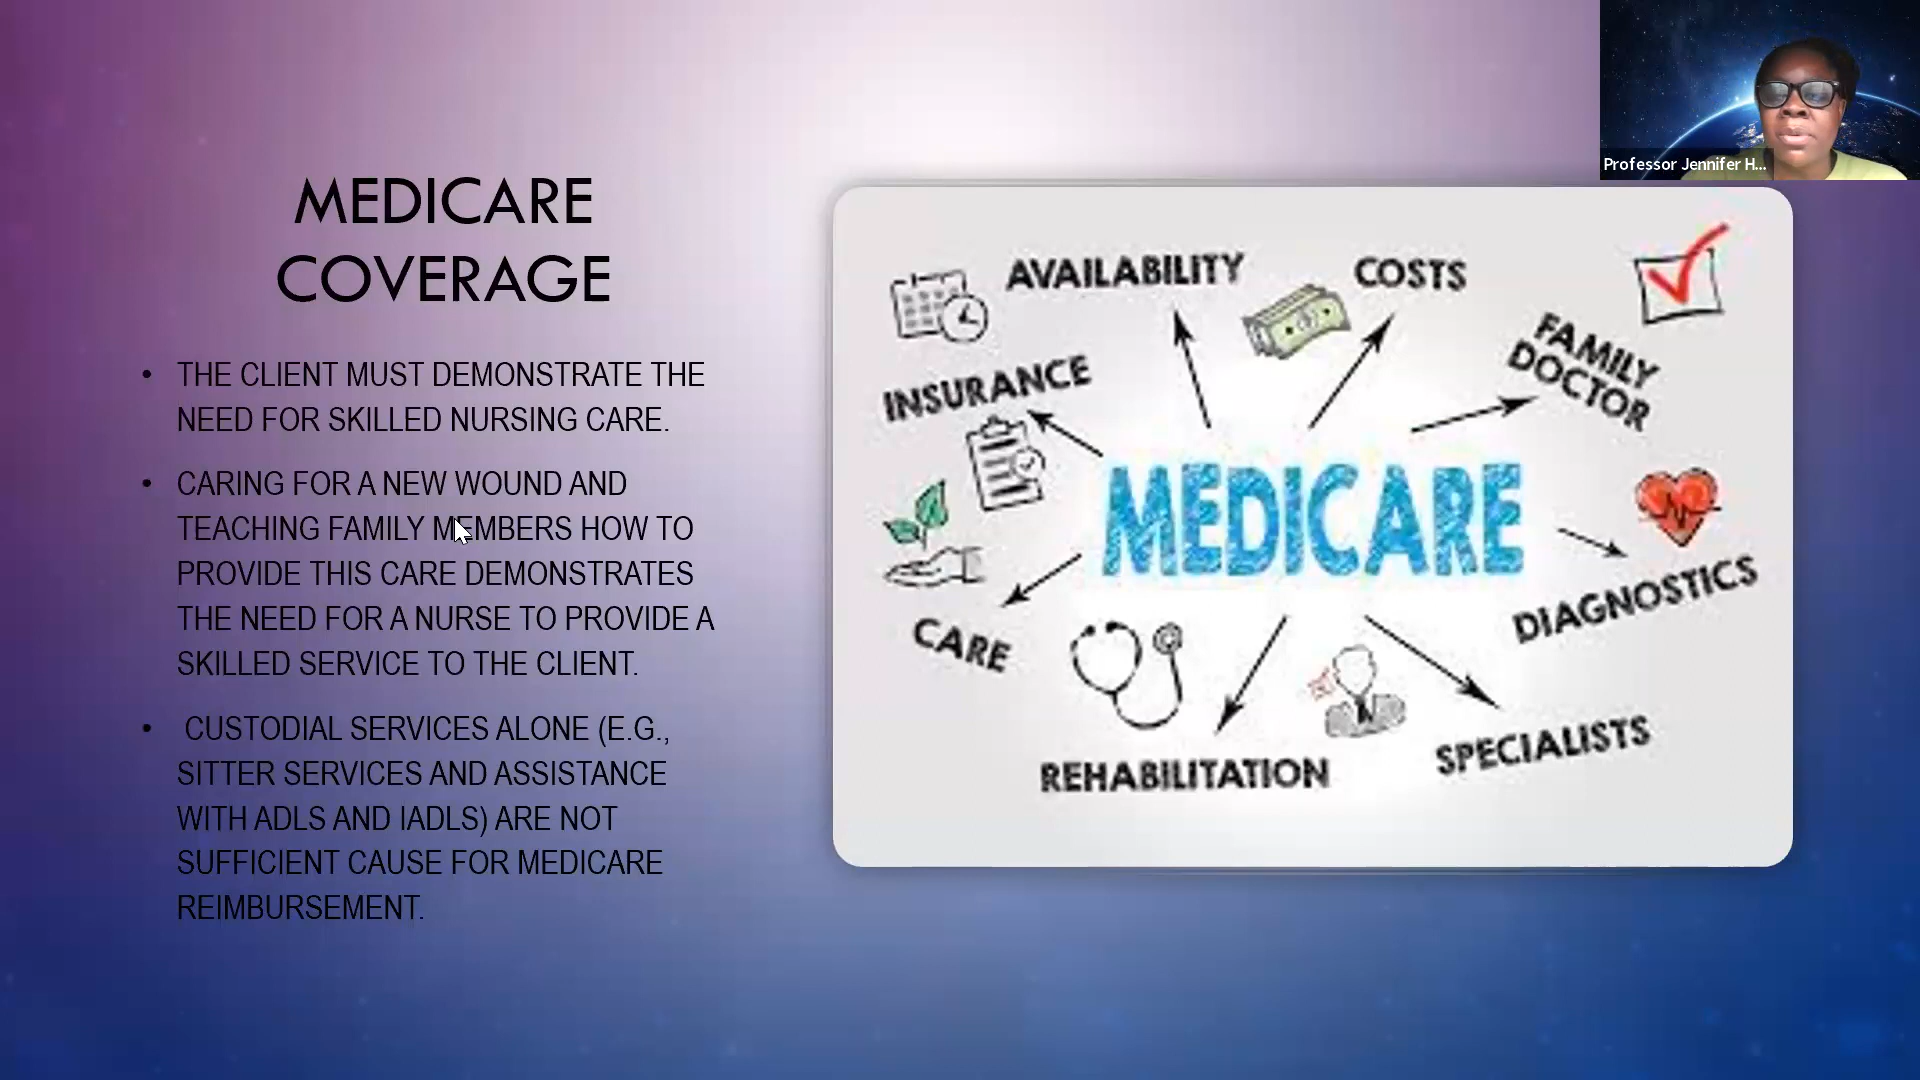 Professor Jennifer H...
MEDICARE
COVERAGE
• THE CLIENT MUST DEMONSTRATE THE
NEED FOR SKILLED NURSING CARE.
• CARING FOR A NEW WOUND AND
TEACHING FAMILY MEMBERS HOW TO
PROVIDE THIS CARE DEMONSTRATES
THE NEED FOR A NURSE TO PROVIDE A
SKILLED SERVICE TO THE CLIENT.
• CUSTODIAL SERVICES ALONE (E.G.,
SITTER SERVICES AND ASSISTANCE
WITH ADLS AND IADLS) ARE NOT
SUFFICIENT CAUSE FOR MEDICARE
REIMBURSEMENT.
AVAILABILITY
COSTS
FAMILY
DOCTOR
INSURANCE
MEDICARE
DIAGNOSTICS
CARE
SPECIALISTS
REHABILITATION